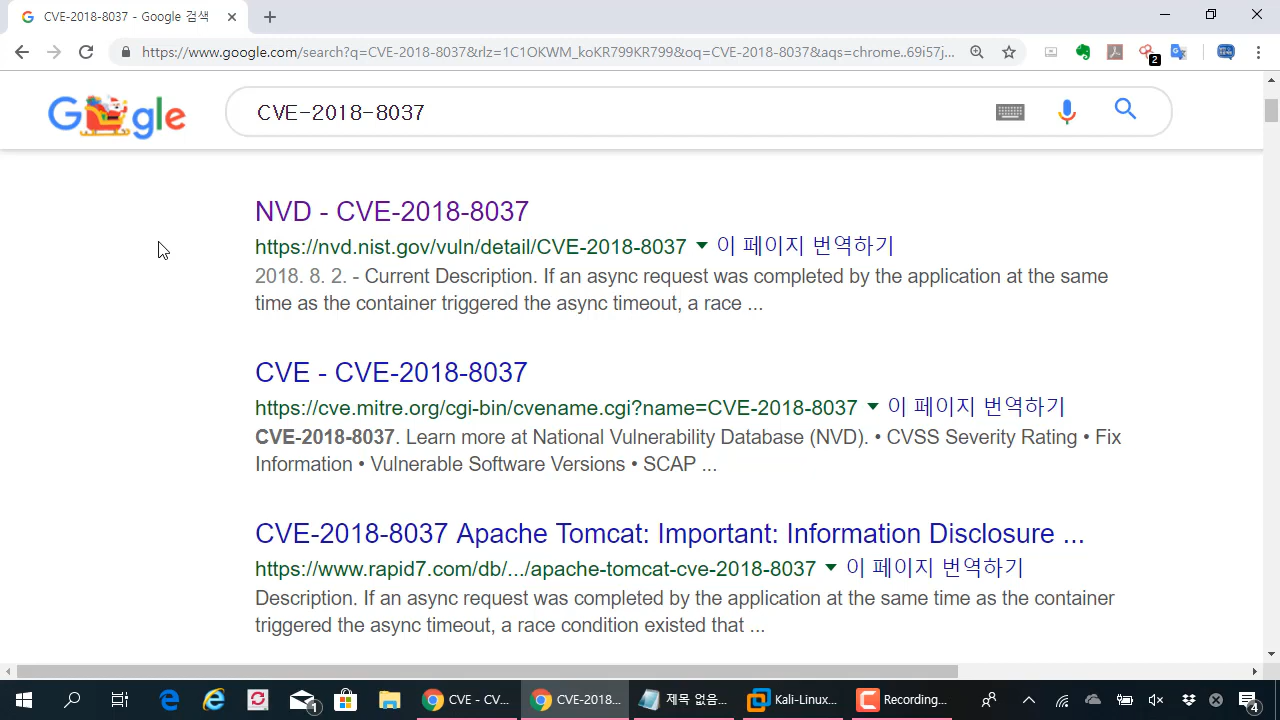 CVE-2018-8037 - Google 검색
https://www.google.com/search?q=CVE-2018-8037&rlz=1C1OKWM_koKR799KR799&oq=CVE-2018-8037&aqs=chrome..69i57j...
2
Google
CVE-2018-8037
NVD - CVE-2018-8037
https://nvd.nist.gov/vuln/detail/CVE-2018-8037 이 페이지 번역하기
2018. 8. 2. - Current Description. If an async request was completed by the application at the same
time as the container triggered the async timeout, a race ...
CVE - CVE-2018-8037
https://cve.mitre.org/cgi-bin/cvename.cgi?name=CVE-2018-8037 이 페이지 번역하기
CVE-2018-8037. Learn more at National Vulnerability Database (NVD). • CVSS Severity Rating • Fix
Information • Vulnerable Software Versions • SCAP ...
CVE-2018-8037 Apache Tomcat: Important: Information Disclosure ...
https://www.rapid7.com/db/.../apache-tomcat-cve-2018-8037 이 페이지 번역하기
Description. If an async request was completed by the application at the same time as the container
triggered the async timeout, a race condition existed that ...
1 CVE - CV... CVE-2018... 제목 없음... Kali-Linux... Recording... 4